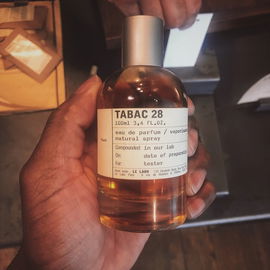 TABAC 28
100ml 3,4 fl.oz.
eau de parfum / vaporisateur
natural spray
Compounded in our lab
On: date of preparation
For: tester
LE LABO